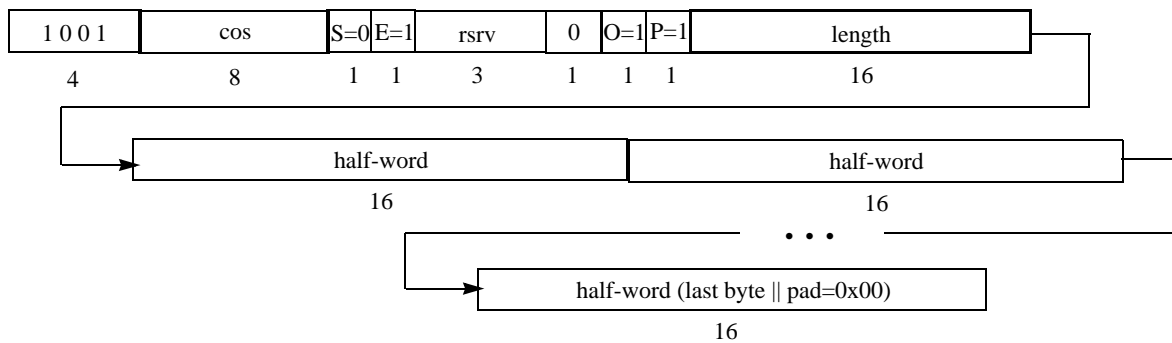 1 0 0 1 cos S=0 E=1 rsrv 0 O=1 P=1 length
4 8 1 1 3 1 1 1 16
half-word half-word
16 16
• • •
half-word (last byte || pad=0x00)
16